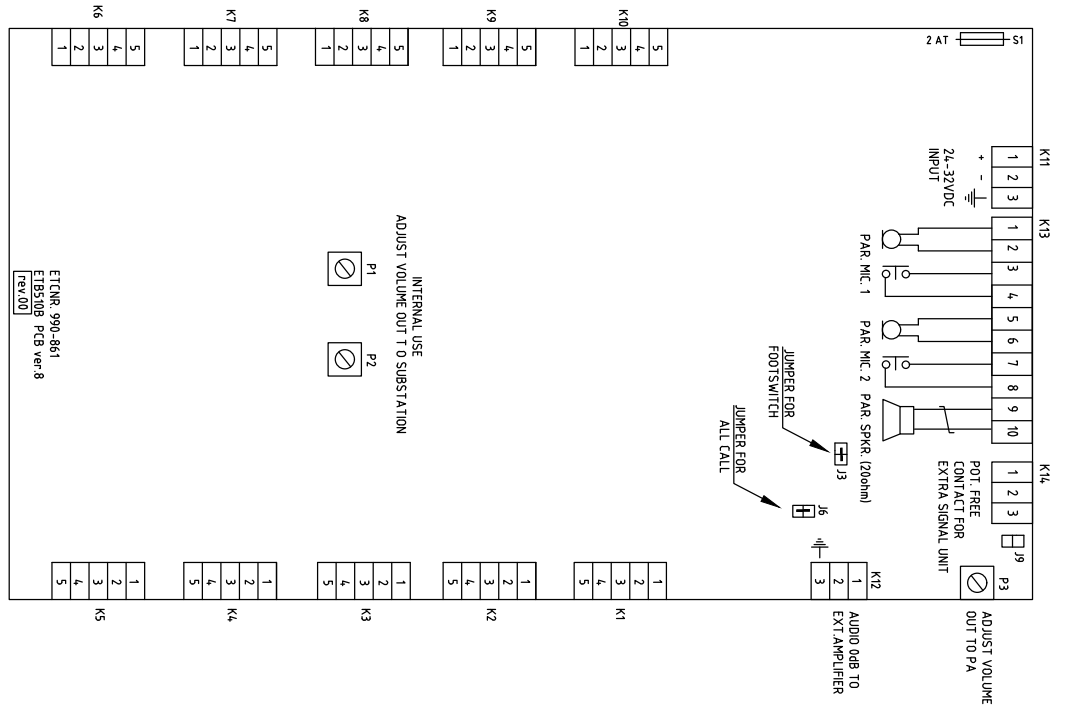 K6
K7
K8
K9
K10
1 2 3 4 5
1 2 3 4 5
1 2 3 4 5
1 2 3 4 5
1 2 3 4 5
2 AT
S1
K11
1 2 3
+ -
24-32VDC
INPUT
K13
1 2 3 4 5 6 7 8 9 10
PAR. MIC. 1
PAR. MIC. 2
PAR. SPKR. (20ohm)
K14
1 2 3
POT. FREE
CONTACT FOR
EXTRA SIGNAL UNIT
J9
P3
ADJUST VOLUME
OUT TO PA
JUMPER FOR
FOOTSWITCH
J3
JUMPER FOR
ALL CALL
J6
K12
1 2 3
AUDIO 0dB TO
EXT.AMPLIFIER
INTERNAL USE
ADJUST VOLUME OUT T O SUBSTATION
P1
P2
ETCNR. 990-861
ETB510B PCB ver.8
rev.00
5 4 3 2 1
5 4 3 2 1
5 4 3 2 1
5 4 3 2 1
5 4 3 2 1
K5
K4
K3
K2
K1